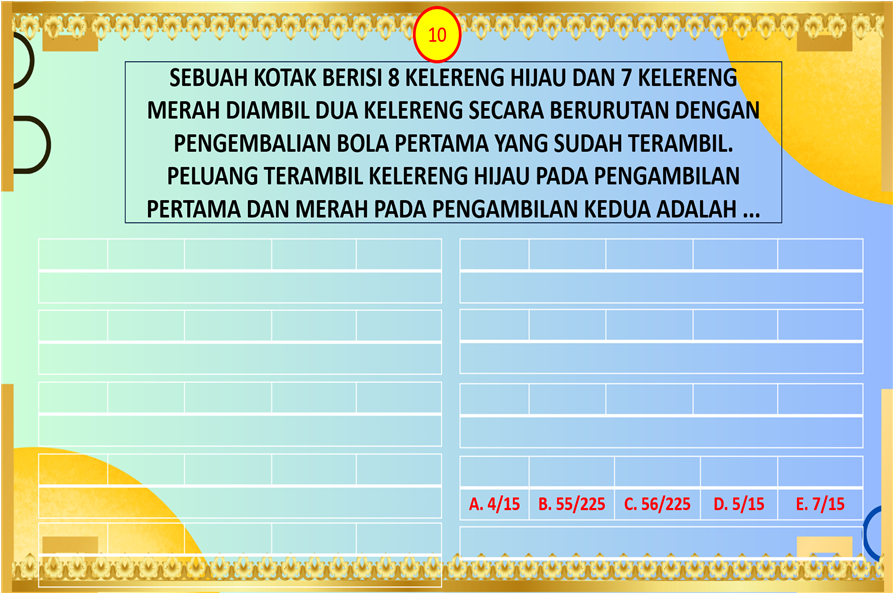 10
SEBUAH KOTAK BERISI 8 KELERENG HIJAU DAN 7 KELERENG
MERAH DIAMBIL DUA KELERENG SECARA BERURUTAN DENGAN
PENGEMBALIAN BOLA PERTAMA YANG SUDAH TERAMBIL.
PELUANG TERAMBIL KELERENG HIJAU PADA PENGAMBILAN
PERTAMA DAN MERAH PADA PENGAMBILAN KEDUA ADALAH ...
A. 4/15 B. 55/225 C. 56/225 D. 5/15 E. 7/15